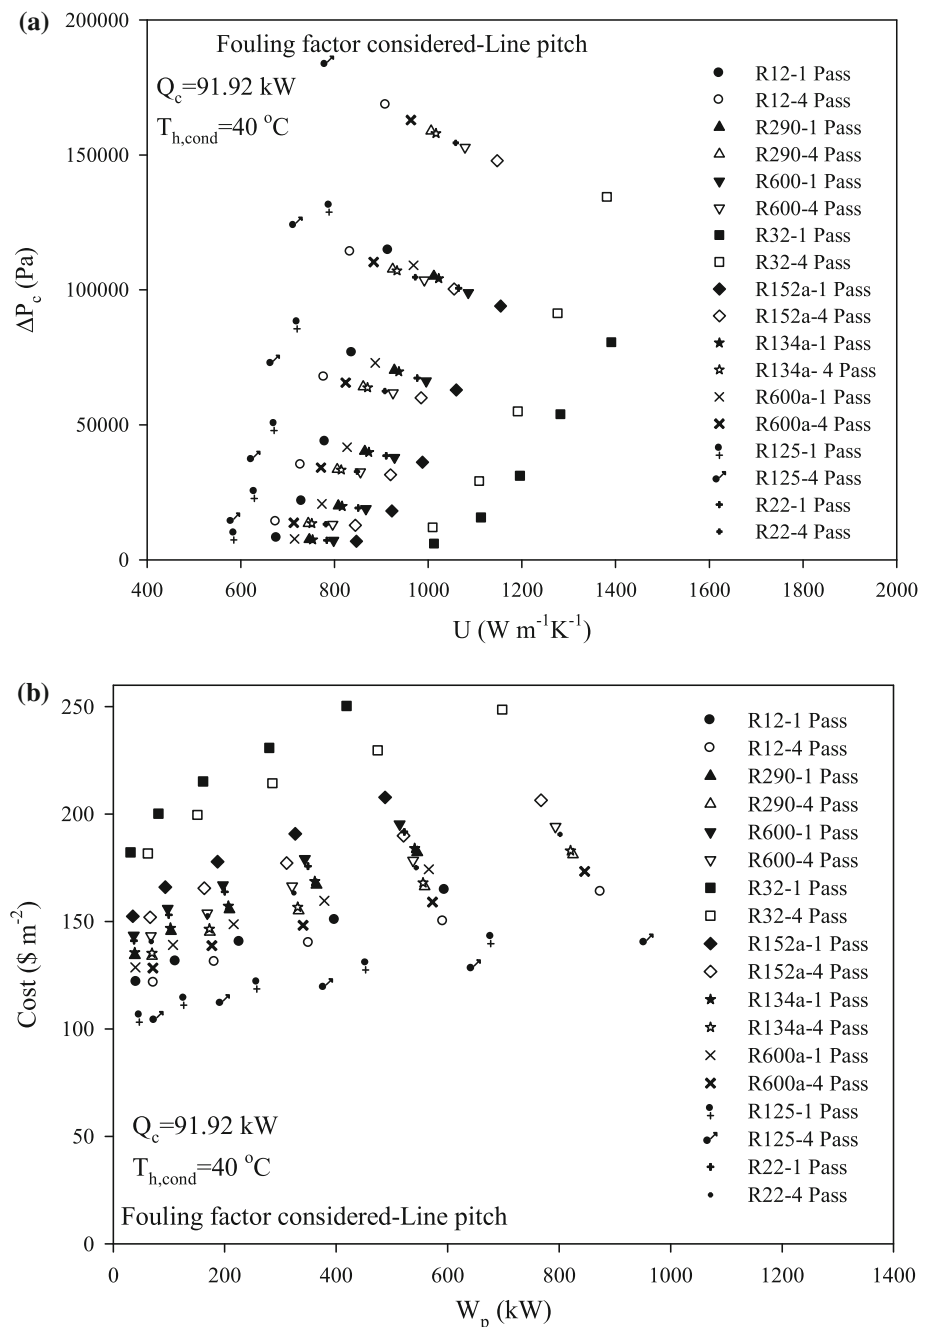 (a)
200000
150000
100000
50000
0
ΔPc (Pa)
Fouling factor considered-Line pitch
Qc=91.92 kW
Th,cond=40 °C
R12-1 Pass
R12-4 Pass
R290-1 Pass
R290-4 Pass
R600-1 Pass
R600-4 Pass
R32-1 Pass
R32-4 Pass
R152a-1 Pass
R152a-4 Pass
R134a-1 Pass
R134a- 4 Pass
R600a-1 Pass
R600a-4 Pass
R125-1 Pass
R125-4 Pass
R22-1 Pass
R22-4 Pass
400 600 800 1000 1200 1400 1600 1800 2000
U (W m⁻¹K⁻¹)
(b)
250
200
150
100
50
0
Cost ($ m⁻²)
R12-1 Pass
R12-4 Pass
R290-1 Pass
R290-4 Pass
R600-1 Pass
R600-4 Pass
R32-1 Pass
R32-4 Pass
R152a-1 Pass
R152a-4 Pass
R134a-1 Pass
R134a-4 Pass
R600a-1 Pass
R600a-4 Pass
R125-1 Pass
R125-4 Pass
R22-1 Pass
R22-4 Pass
Qc=91.92 kW
Th,cond=40 °C
Fouling factor considered-Line pitch
0 200 400 600 800 1000 1200 1400
Wp (kW)